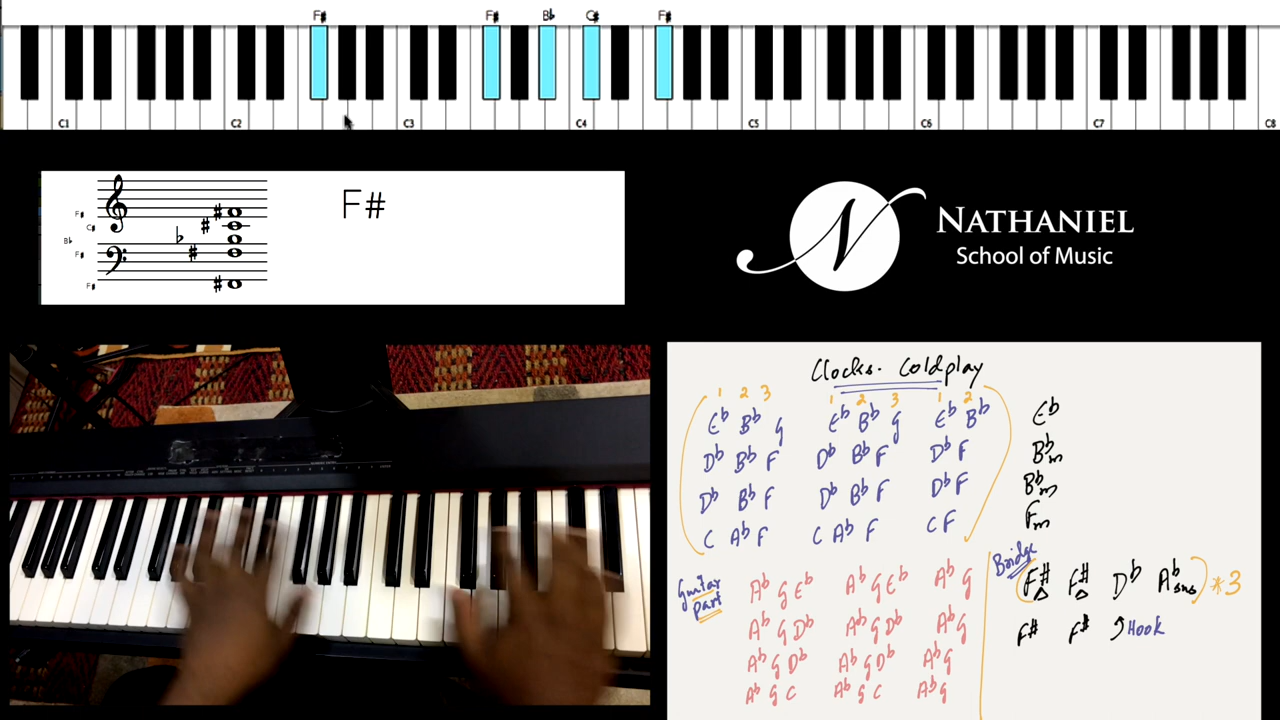 F# F# B♭ C# F#
C1 C2 C3 C4 C5 C6 C7 C8
F#
F#
C#
B♭
F#
F#
NATHANIEL
School of Music
Clocks. Coldplay
1 2 3 1 2 3 1 2
E♭ B♭ G E♭ B♭ G E♭ B♭
D♭ B♭ F D♭ B♭ F D♭ F
D♭ B♭ F D♭ B♭ F D♭ F
C A♭ F C A♭ F C F
E♭
B♭m
B♭m
Fm
Guitar part
A♭ G E♭ A♭ G E♭ A♭ G
A♭ G D♭ A♭ G D♭ A♭ G
A♭ G D♭ A♭ G D♭ A♭ G
A♭ G C A♭ G C A♭ G
Bridge
(F#△ F#△ D♭ A♭sus) *3
F# F# Hook